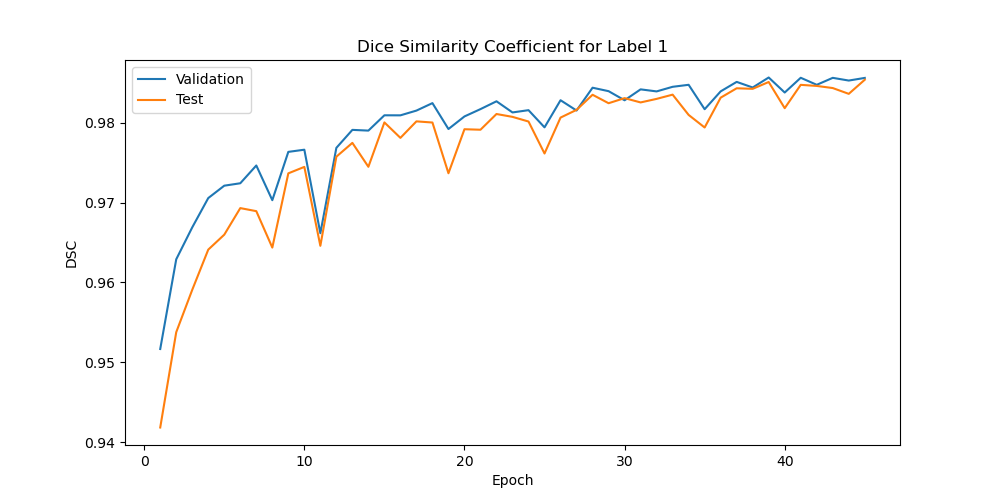 Dice Similarity Coefficient for Label 1
Validation
Test
DSC
0.98
0.97
0.96
0.95
0.94
0
10
20
30
40
Epoch